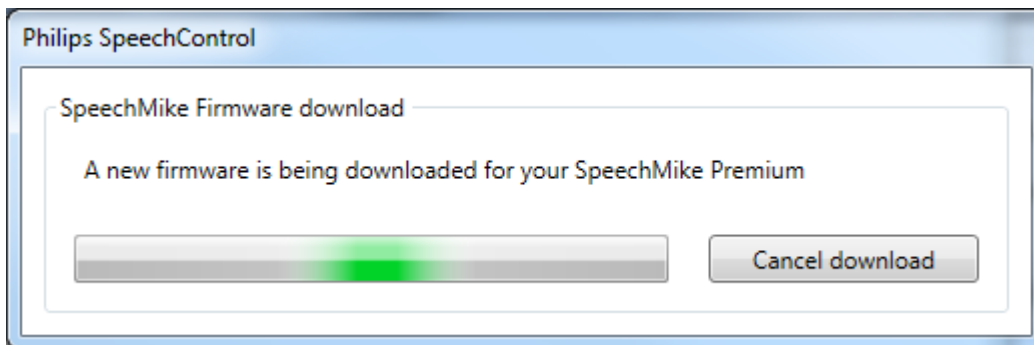 Philips SpeechControl
SpeechMike Firmware download
A new firmware is being downloaded for your SpeechMike Premium
Cancel download